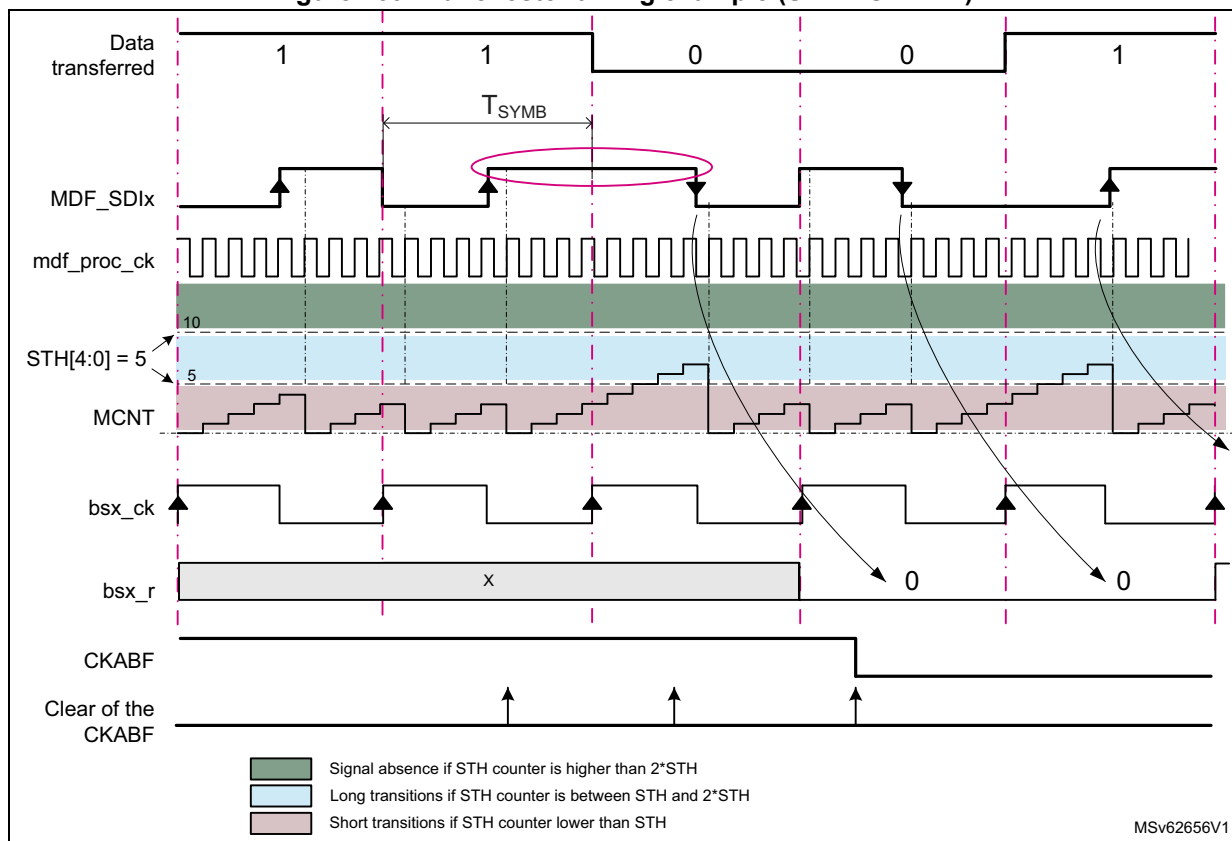 Data
transferred
1 1 0 0 1
TSYMB
MDF_SDIx
mdf_proc_ck
10
STH[4:0] = 5
5
MCNT
bsx_ck
bsx_r
X
0 0
CKABF
Clear of the
CKABF
Signal absence if STH counter is higher than 2*STH
Long transitions if STH counter is between STH and 2*STH
Short transitions if STH counter lower than STH
MSv62656V1